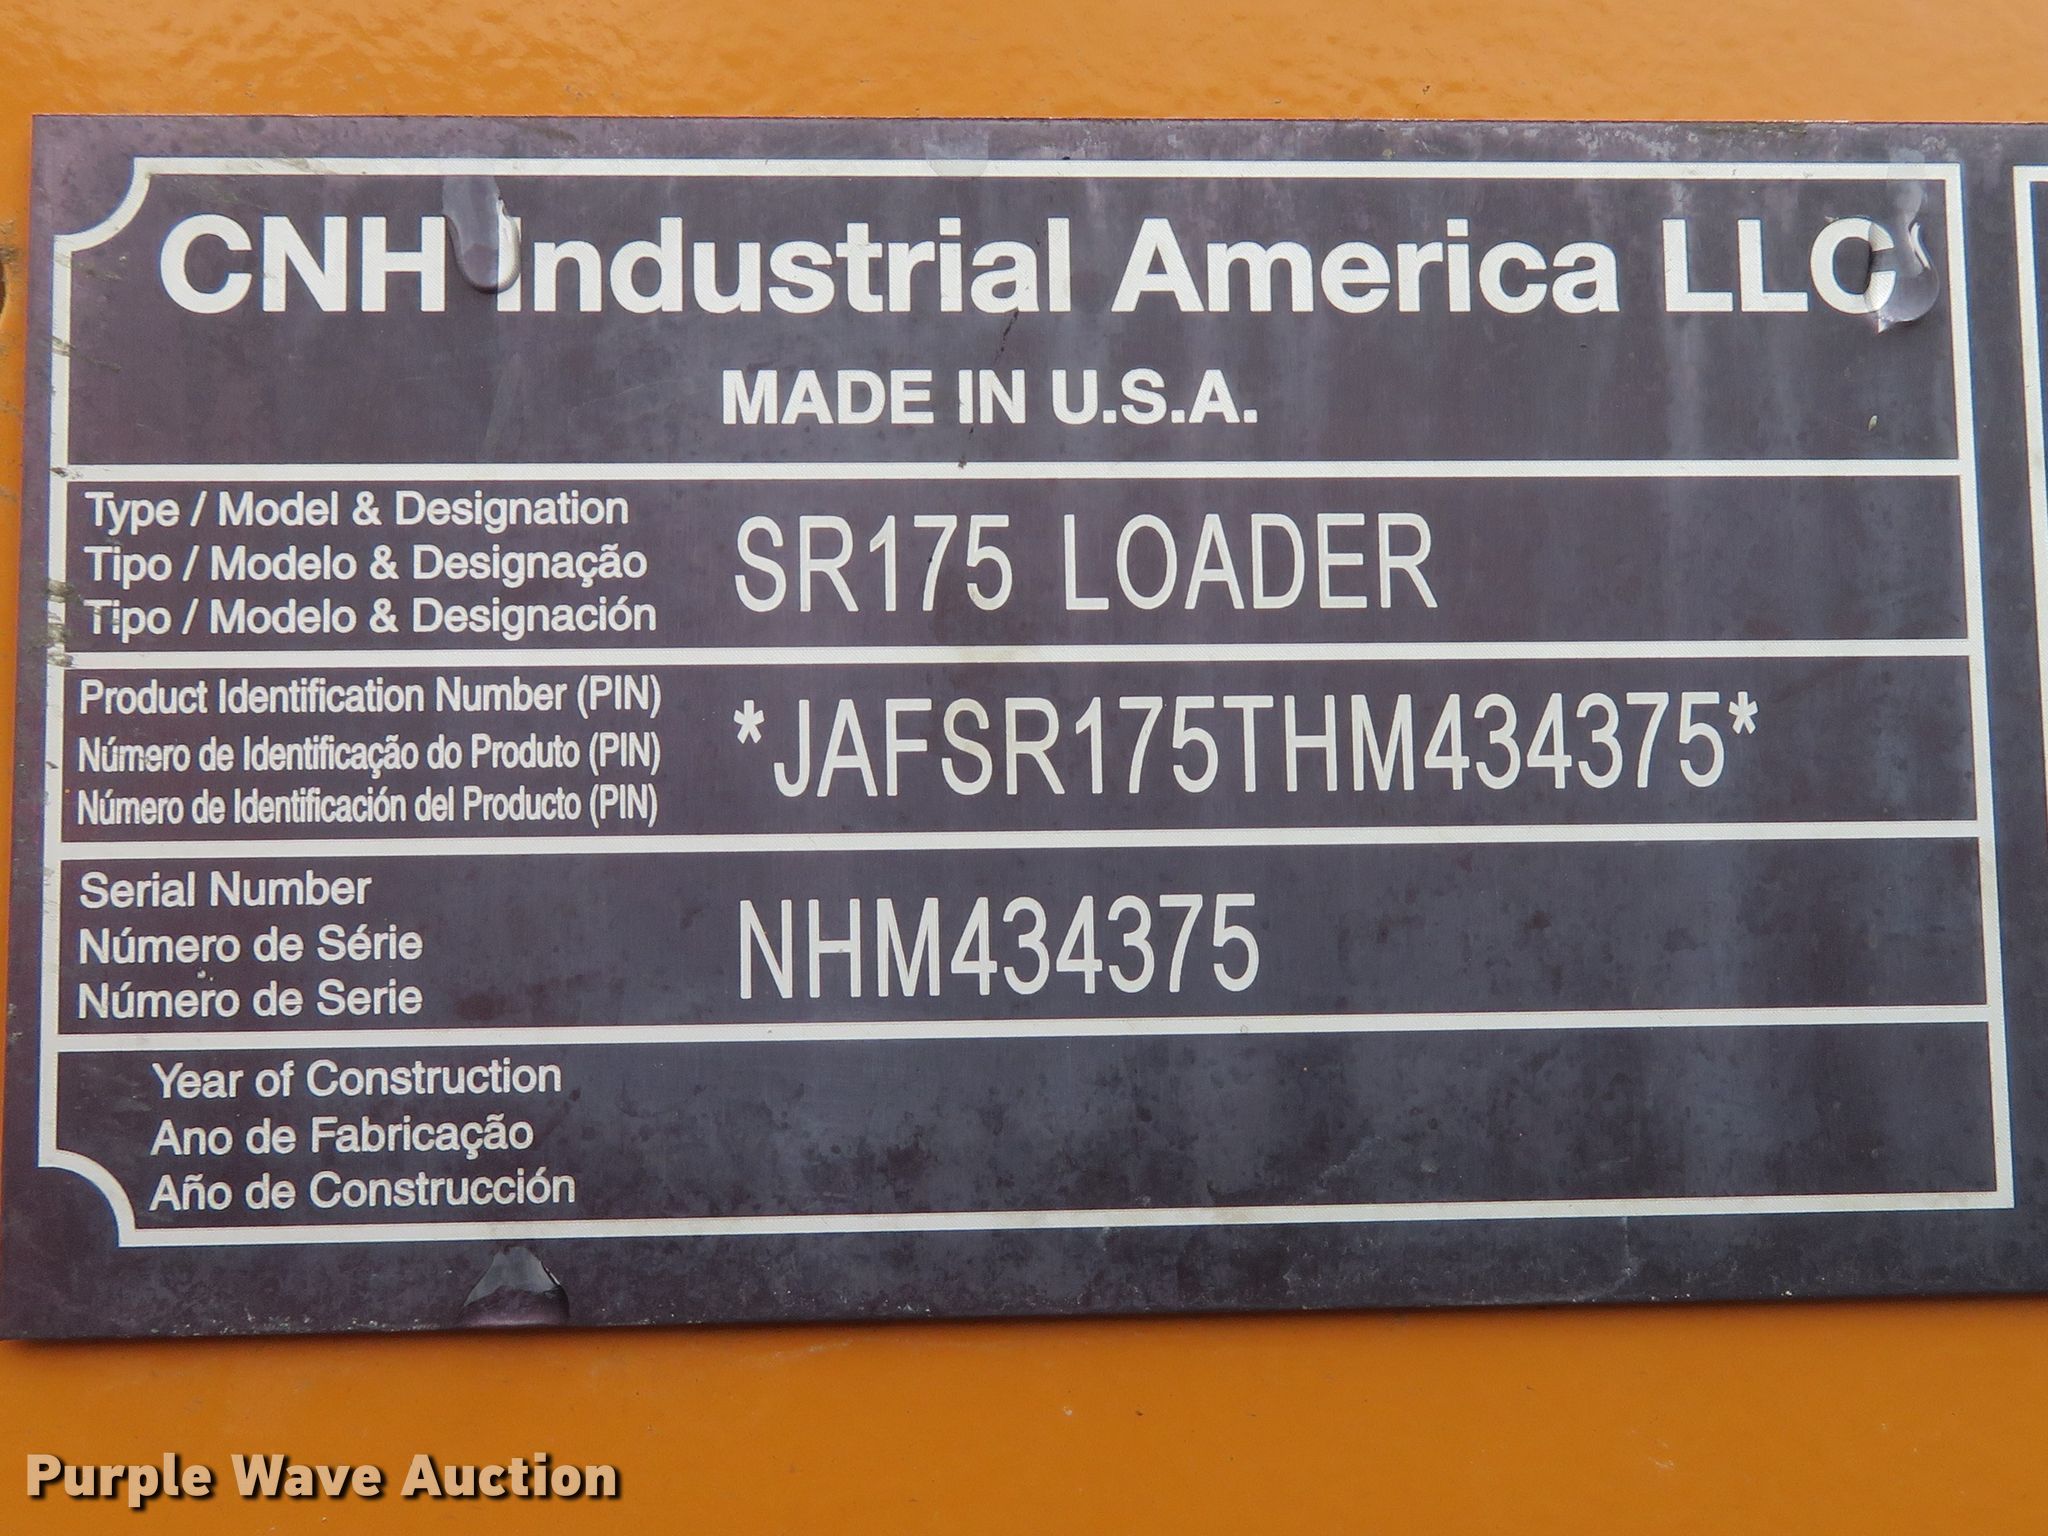 CNH Industrial America LLC
MADE IN U.S.A.
Type / Model & Designation
Tipo / Modelo & Designação
Tipo / Modelo & Designación
SR175 LOADER
Product Identification Number (PIN)
Número de Identificação do Produto (PIN)
Número de Identificación del Producto (PIN)
*JAFSR175THM434375*
Serial Number
Número de Série
Número de Serie
NHM434375
Year of Construction
Ano de Fabricação
Año de Construcción
Purple Wave Auction